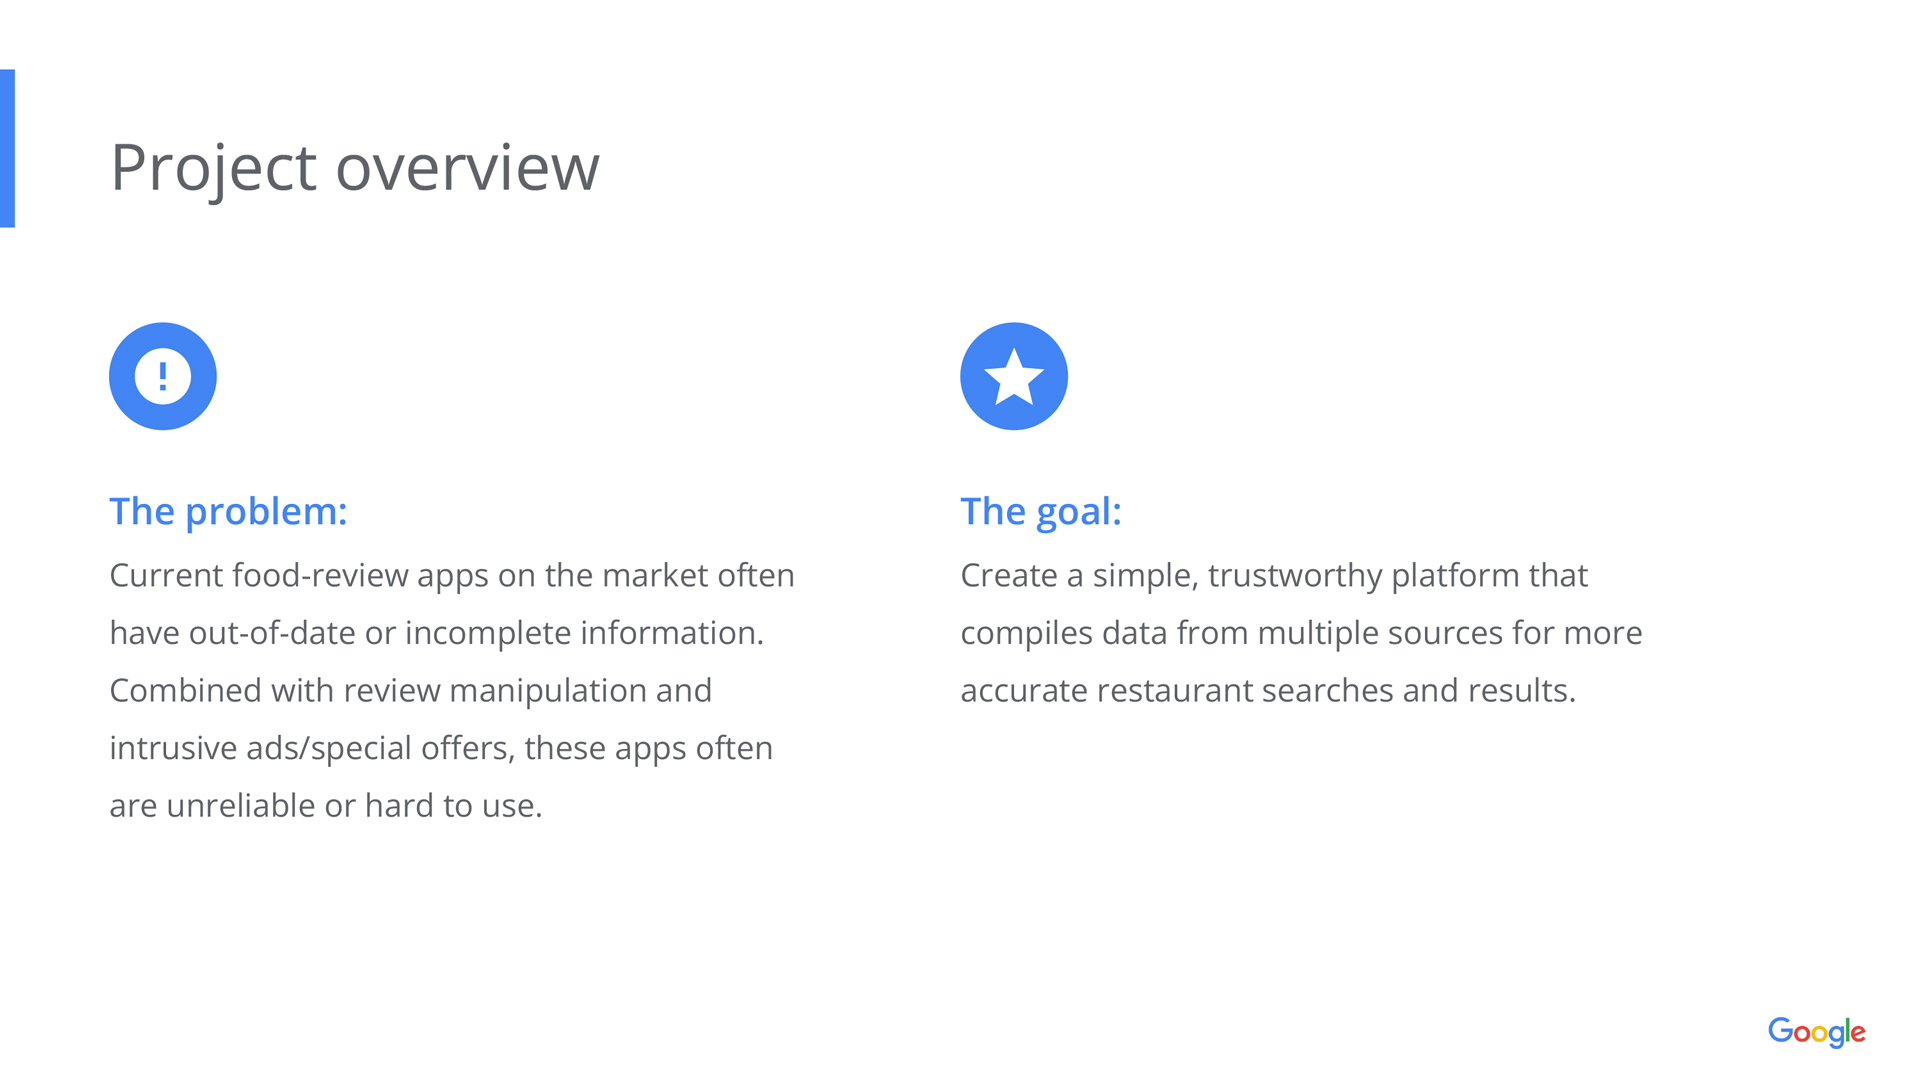 Project overview
The problem:
Current food-review apps on the market often
have out-of-date or incomplete information.
Combined with review manipulation and
intrusive ads/special offers, these apps often
are unreliable or hard to use.
The goal:
Create a simple, trustworthy platform that
compiles data from multiple sources for more
accurate restaurant searches and results.
Google